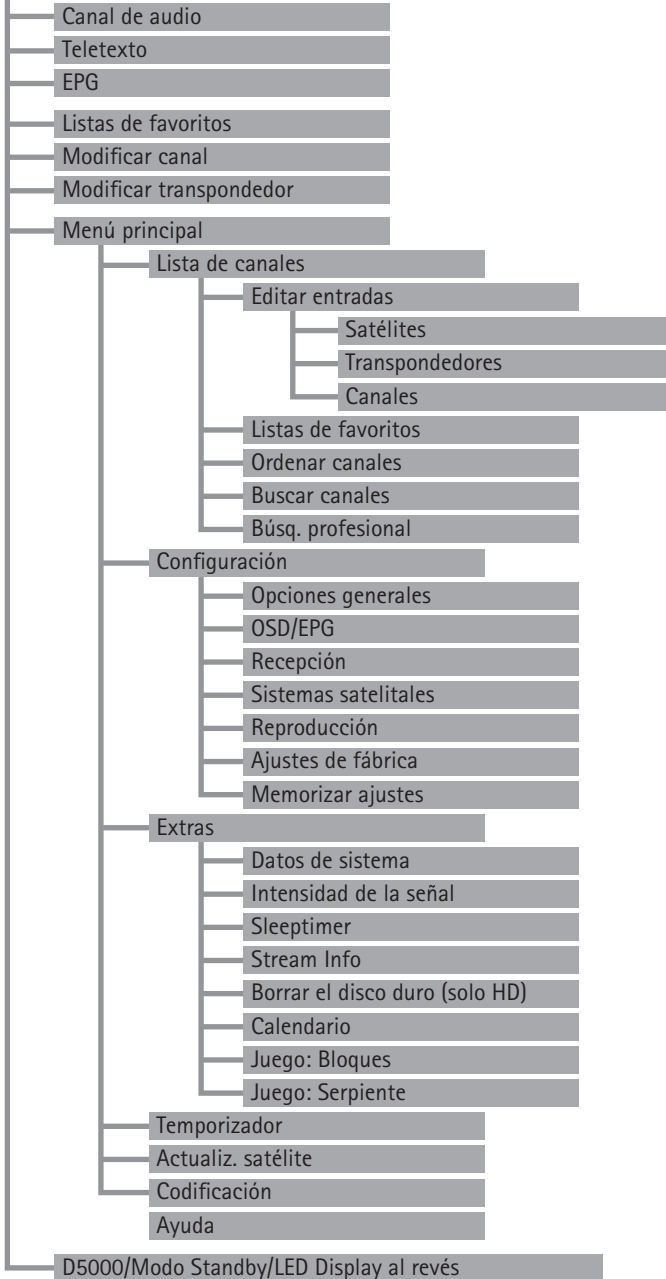 Canal de audio
Teletexto
EPG
Listas de favoritos
Modificar canal
Modificar transpondedor
Menú principal
Lista de canales
Editar entradas
Satélites
Transpondedores
Canales
Listas de favoritos
Ordenar canales
Buscar canales
Búsq. profesional
Configuración
Opciones generales
OSD/EPG
Recepción
Sistemas satelitales
Reproducción
Ajustes de fábrica
Memorizar ajustes
Extras
Datos de sistema
Intensidad de la señal
Sleeptimer
Stream Info
Borrar el disco duro (solo HD)
Calendario
Juego: Bloques
Juego: Serpiente
Temporizador
Actualiz. satélite
Codificación
Ayuda
D5000/Modo Standby/LED Display al revés